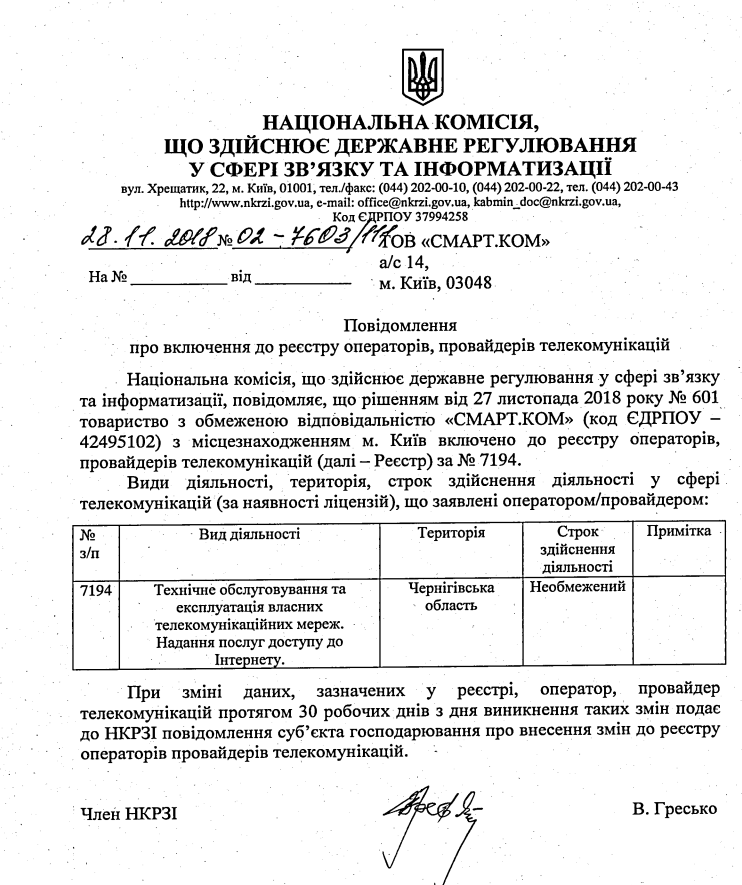 НАЦІОНАЛЬНА КОМІСІЯ,
ЩО ЗДІЙСНЮЄ ДЕРЖАВНЕ РЕГУЛЮВАННЯ
У СФЕРІ ЗВ’ЯЗКУ ТА ІНФОРМАТИЗАЦІЇ
вул. Хрещатик, 22, м. Київ, 01001, тел./факс: (044) 202-00-10, (044) 202-00-22, тел. (044) 202-00-43
http://www.nkrzi.gov.ua, e-mail: office@nkrzi.gov.ua, kabmin_doc@nkrzi.gov.ua,
Код ЄДРПОУ 37994258
28.11.2018 № 02-7603/111 ТОВ «СМАРТ.КОМ»
а/с 14,
На № ____________ від ____________ м. Київ, 03048
Повідомлення
про включення до реєстру операторів, провайдерів телекомунікацій
Національна комісія, що здійснює державне регулювання у сфері зв’язку
та інформатизації, повідомляє, що рішенням від 27 листопада 2018 року № 601
товариство з обмеженою відповідальністю «СМАРТ.КОМ» (код ЄДРПОУ –
42495102) з місцезнаходженням м. Київ включено до реєстру операторів,
провайдерів телекомунікацій (далі – Реєстр) за № 7194.
Види діяльності, територія, строк здійснення діяльності у сфері
телекомунікацій (за наявності ліцензій), що заявлені оператором/провайдером:
№ з/п Вид діяльності Територія Строк здійснення діяльності Примітка
7194 Технічне обслуговування та Чернігівська Необмежений
експлуатація власних область
телекомунікаційних мереж.
Надання послуг доступу до
Інтернету.
При зміні даних, зазначених у реєстрі, оператор, провайдер
телекомунікацій протягом 30 робочих днів з дня виникнення таких змін подає
до НКРЗІ повідомлення суб’єкта господарювання про внесення змін до реєстру
операторів провайдерів телекомунікацій.
Член НКРЗІ В. Гресько